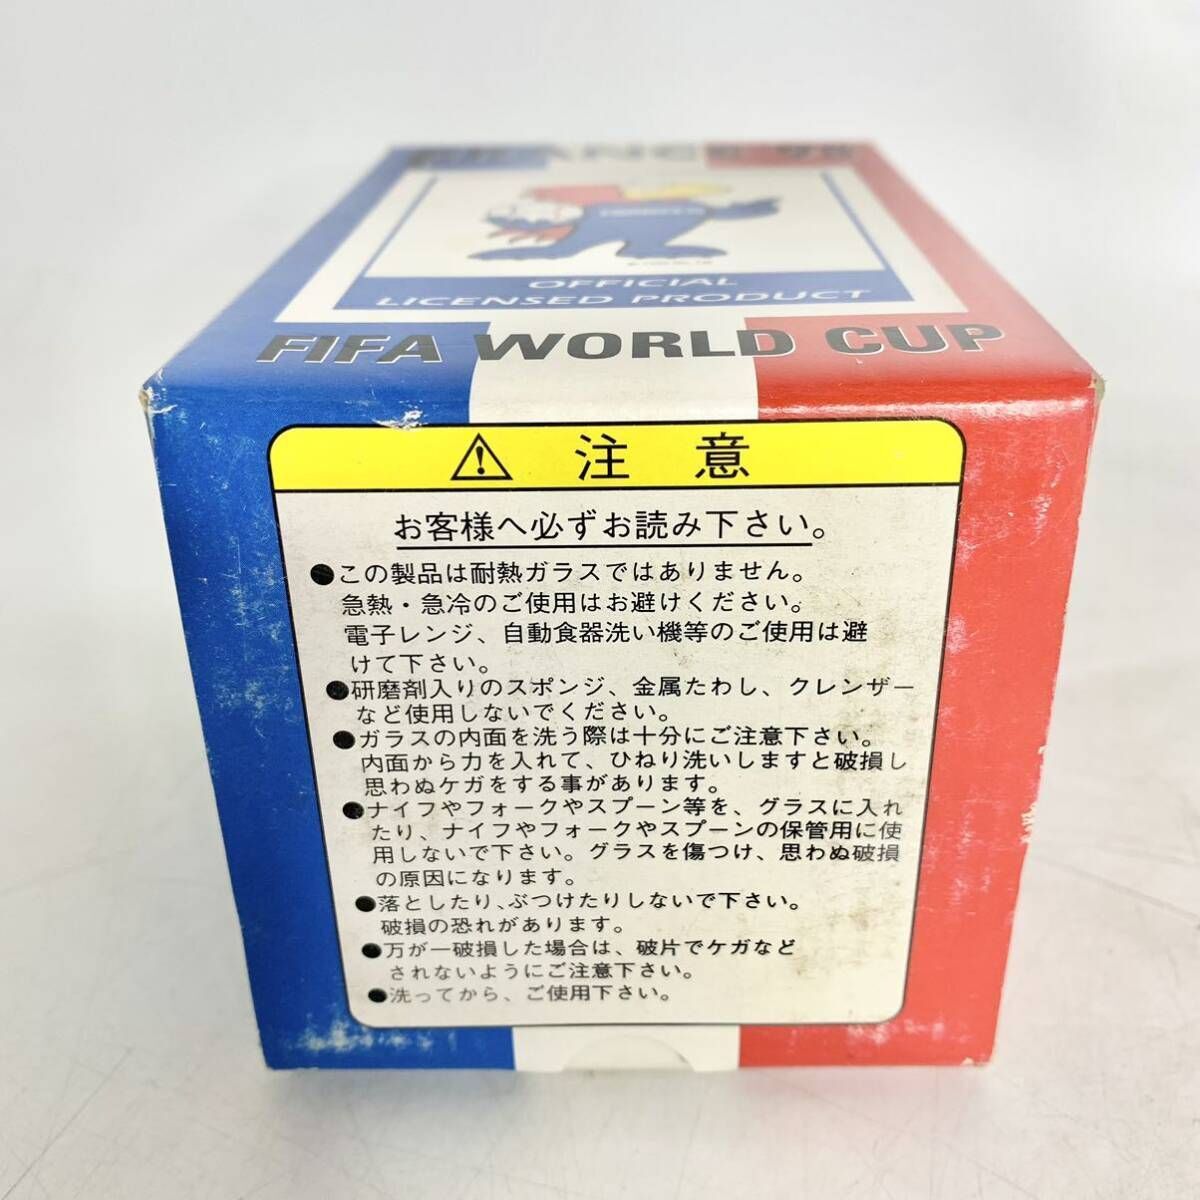 FRANCE 98
OFFICIAL
LICENSED PRODUCT
FIFA WORLD CUP
注 意
お客様へ必ずお読み下さい。
●この製品は耐熱ガラスではありません。
急熱・急冷のご使用はお避けください。
電子レンジ、自動食器洗い機等のご使用は避
けて下さい。
●研磨剤入りのスポンジ、金属たわし、クレンザー
など使用しないでください。
●ガラスの内面を洗う際は十分にご注意下さい。
内面から力を入れて、ひねり洗いしますと破損し
思わぬケガをする事があります。
●ナイフやフォークやスプーン等を、グラスに入れ
たり、ナイフやフォークやスプーンの保管用に使
用しないで下さい。グラスを傷つけ、思わぬ破損
の原因になります。
●落としたり、ぶつけたりしないで下さい。
破損の恐れがあります。
●万が一破損した場合は、破片でケガなど
されないようにご注意下さい。
●洗ってから、ご使用下さい。